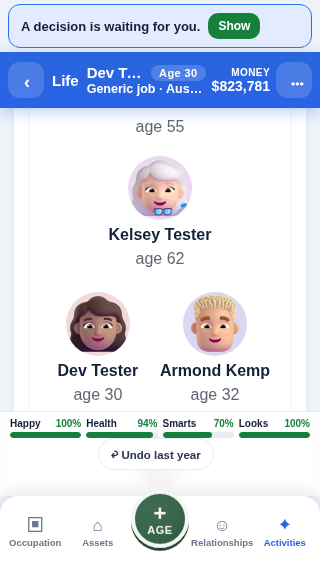 A decision is waiting for you. Show
‹ Life Dev T... Age 30 MONEY
Generic job · Aus... $823,781 ...
age 55
Kelsey Tester
age 62
Dev Tester Armond Kemp
age 30 age 32
Happy 100% Health 94% Smarts 70% Looks 100%
Undo last year
+
AGE
Occupation Assets Relationships Activities